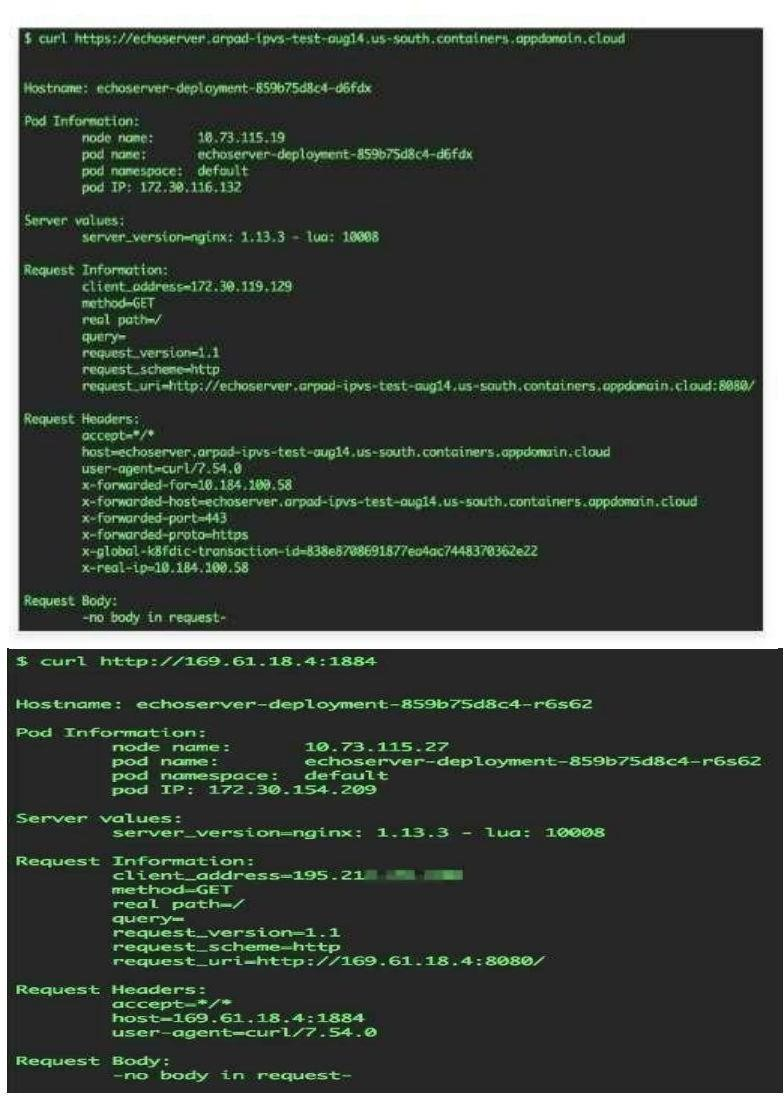 $ curl https://echoserver.arpad-ipvs-test-aug14.us-south.containers.appdomain.cloud
Hostname: echoserver-deployment-859b75d8c4-d6fdx
Pod Information:
node name: 10.73.115.19
pod name: echoserver-deployment-859b75d8c4-d6fdx
pod namespace: default
pod IP: 172.30.116.132
Server values:
server_version=nginx: 1.13.3 - lua: 10008
Request Information:
client_address=172.30.119.129
method=GET
real path=/
query=
request_version=1.1
request_scheme=http
request_uri=http://echoserver.arpad-ipvs-test-aug14.us-south.containers.appdomain.cloud:8080/
Request Headers:
accept=*/*
host=echoserver.arpad-ipvs-test-aug14.us-south.containers.appdomain.cloud
user-agent=curl/7.54.0
x-forwarded-for=10.184.100.58
x-forwarded-host=echoserver.arpad-ipvs-test-aug14.us-south.containers.appdomain.cloud
x-forwarded-port=443
x-forwarded-proto=https
x-global-k8fdic-transaction-id=838e8708691877ea4ac7448370362e22
x-real-ip=10.184.100.58
Request Body:
-no body in request-
$ curl http://169.61.18.4:1884
Hostname: echoserver-deployment-859b75d8c4-r6s62
Pod Information:
node name: 10.73.115.27
pod name: echoserver-deployment-859b75d8c4-r6s62
pod namespace: default
pod IP: 172.30.154.209
Server values:
server_version=nginx: 1.13.3 - lua: 10008
Request Information:
client_address=195.21
method=GET
real path=/
query=
request_version=1.1
request_scheme=http
request_uri=http://169.61.18.4:8080/
Request Headers:
accept=*/*
host=169.61.18.4:1884
user-agent=curl/7.54.0
Request Body:
-no body in request-